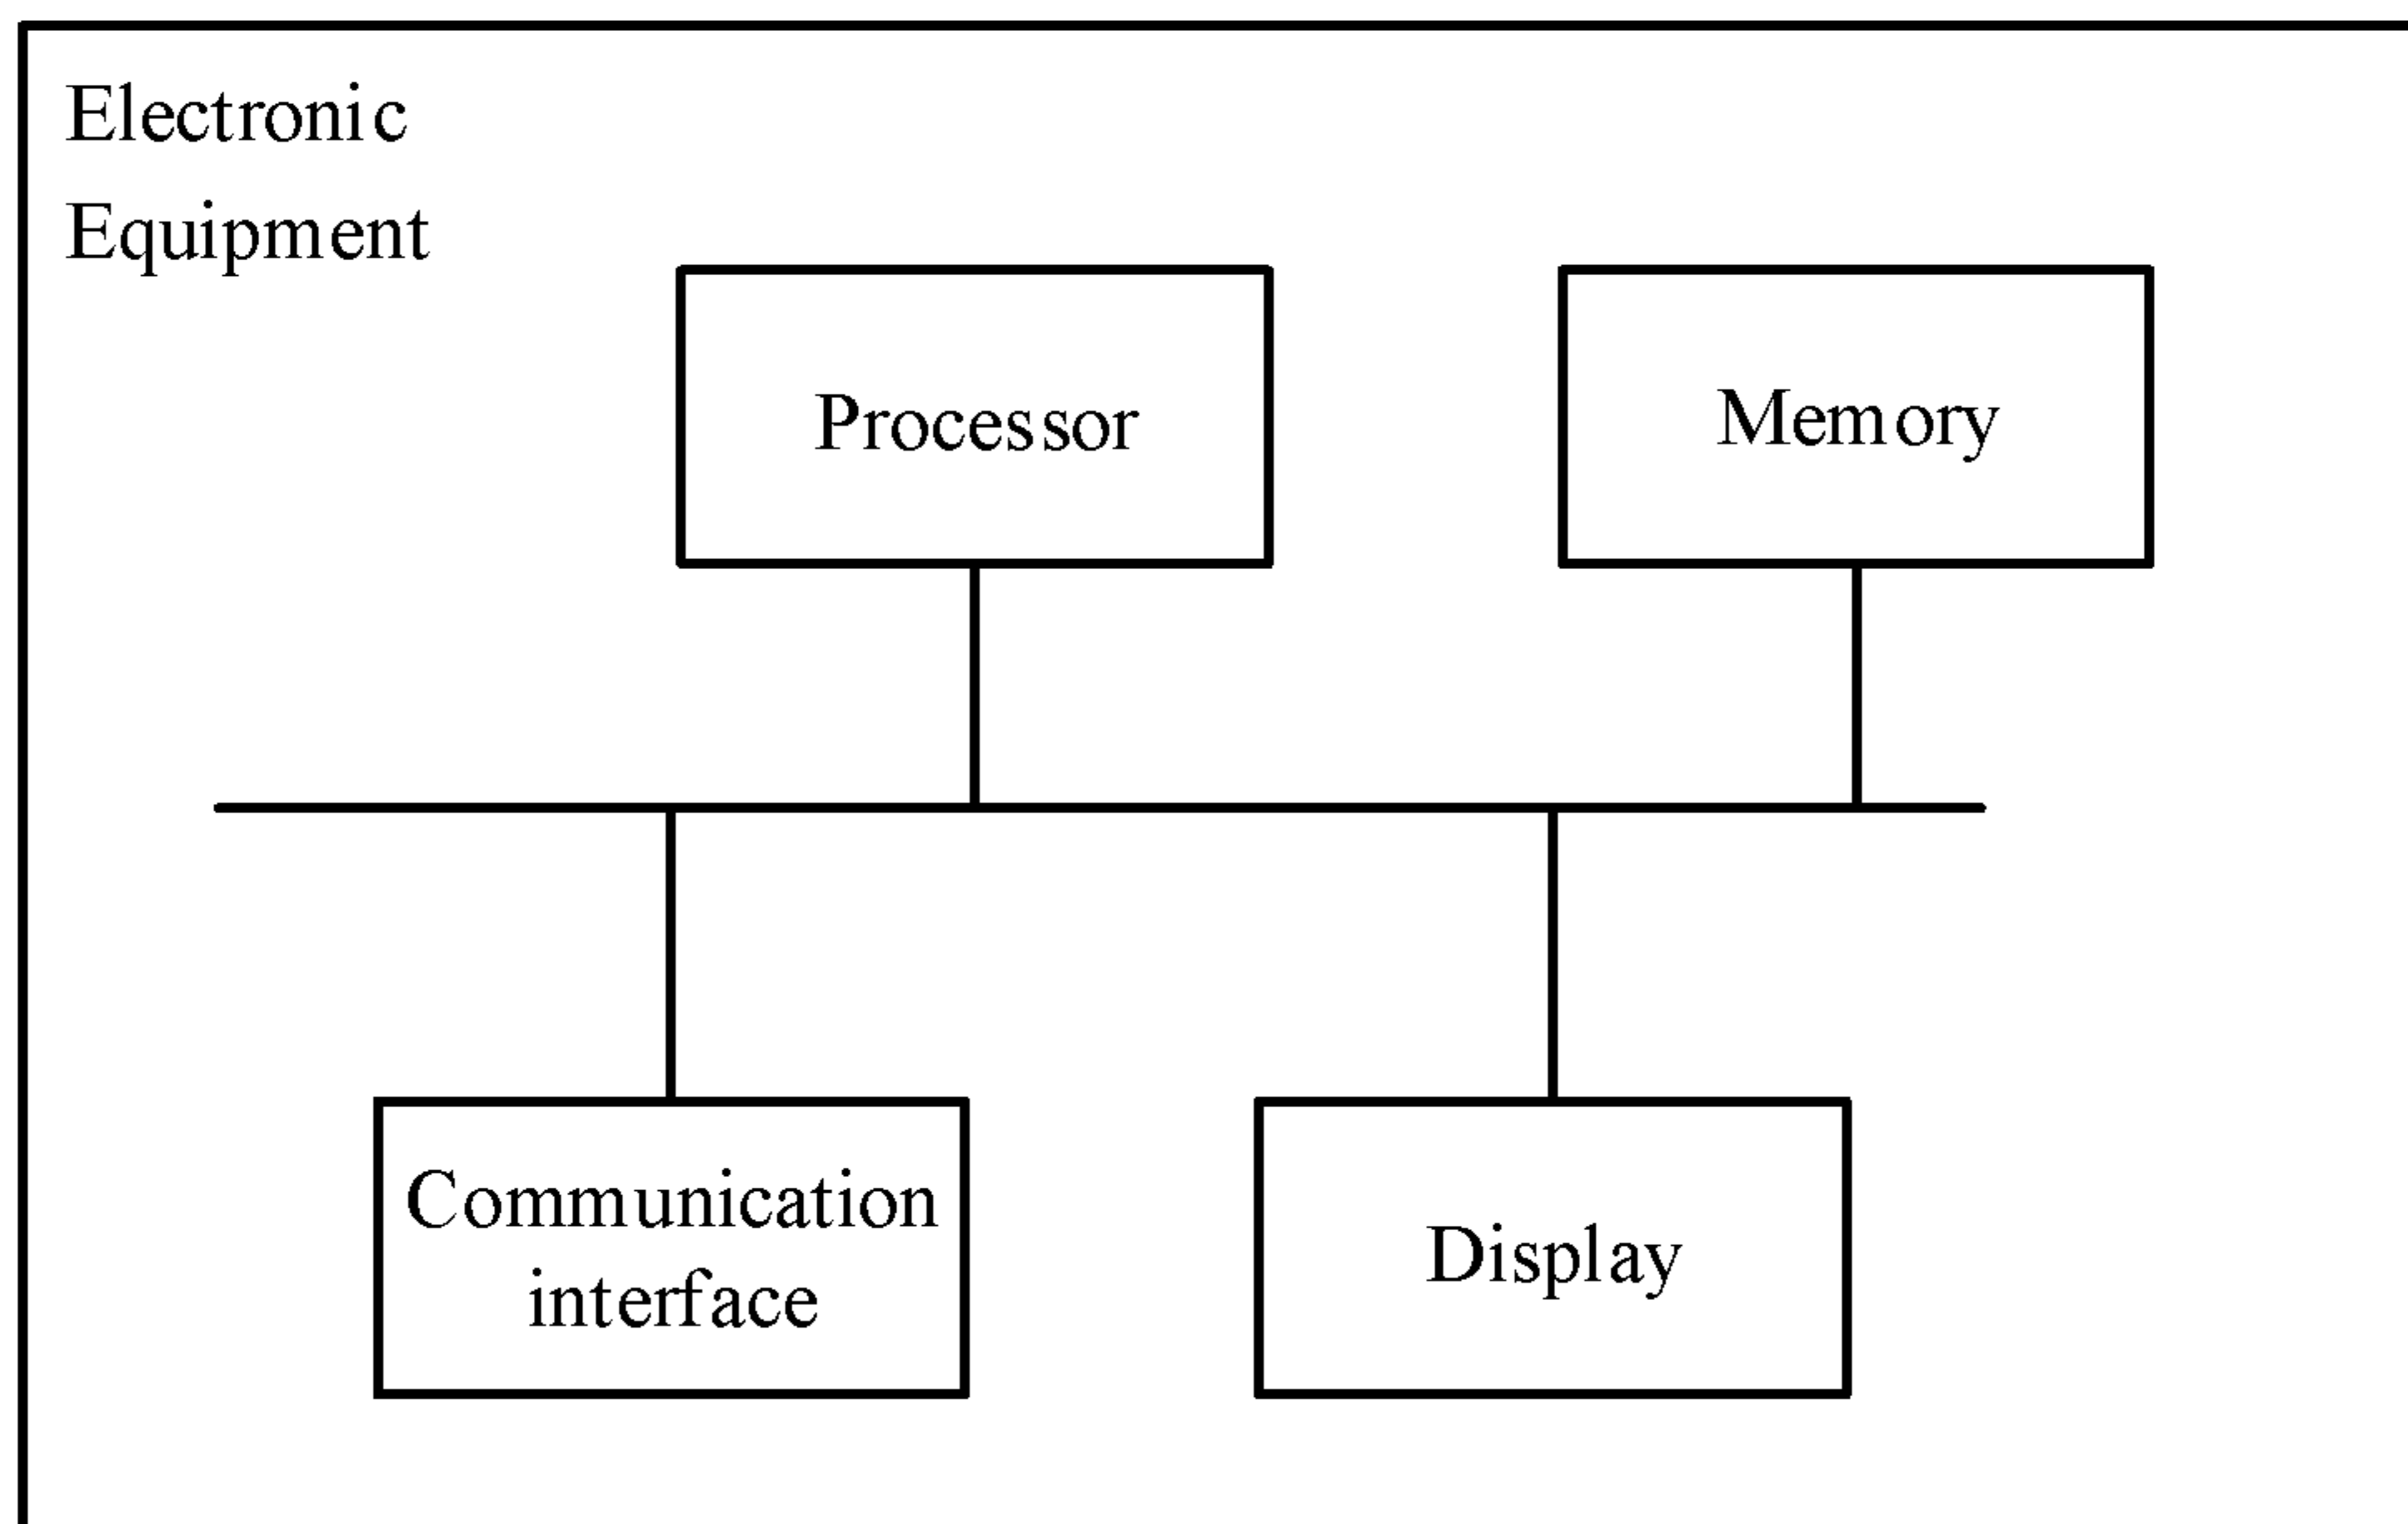 Electronic
Equipment
Processor
Memory
Communication
interface
Display